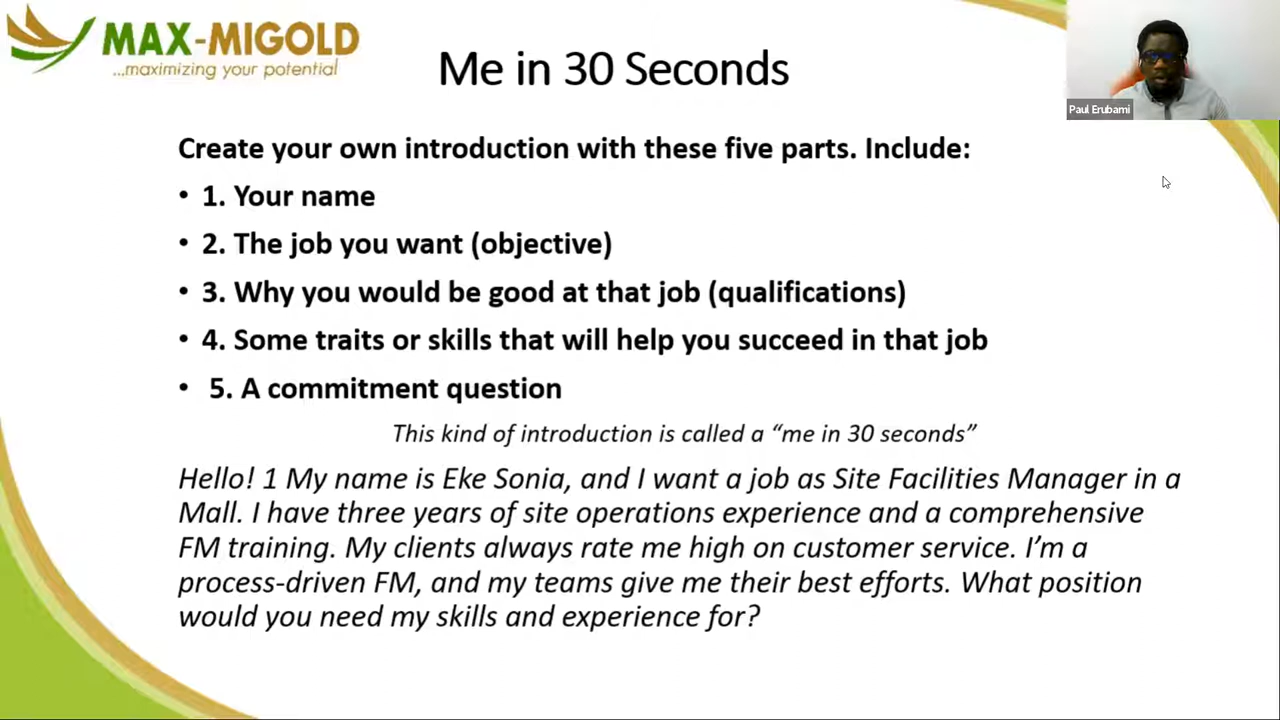 MAX-MIGOLD
...maximizing your potential
Me in 30 Seconds
Paul Erubami
Create your own introduction with these five parts. Include:
• 1. Your name
• 2. The job you want (objective)
• 3. Why you would be good at that job (qualifications)
• 4. Some traits or skills that will help you succeed in that job
• 5. A commitment question
This kind of introduction is called a “me in 30 seconds”
Hello! 1 My name is Eke Sonia, and I want a job as Site Facilities Manager in a
Mall. I have three years of site operations experience and a comprehensive
FM training. My clients always rate me high on customer service. I’m a
process-driven FM, and my teams give me their best efforts. What position
would you need my skills and experience for?